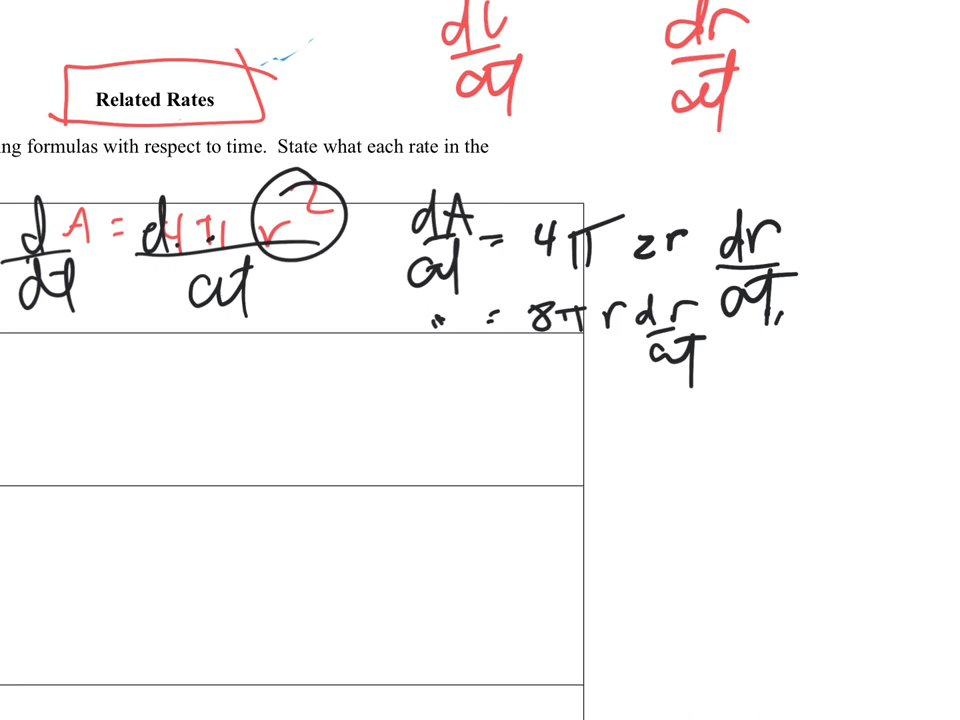 dV/dt dr/dt
Related Rates
ng formulas with respect to time. State what each rate in the
d/dt A = d/dt 4π r² dA/dt = 4π 2r dr/dt
" = 8π r dr/dt